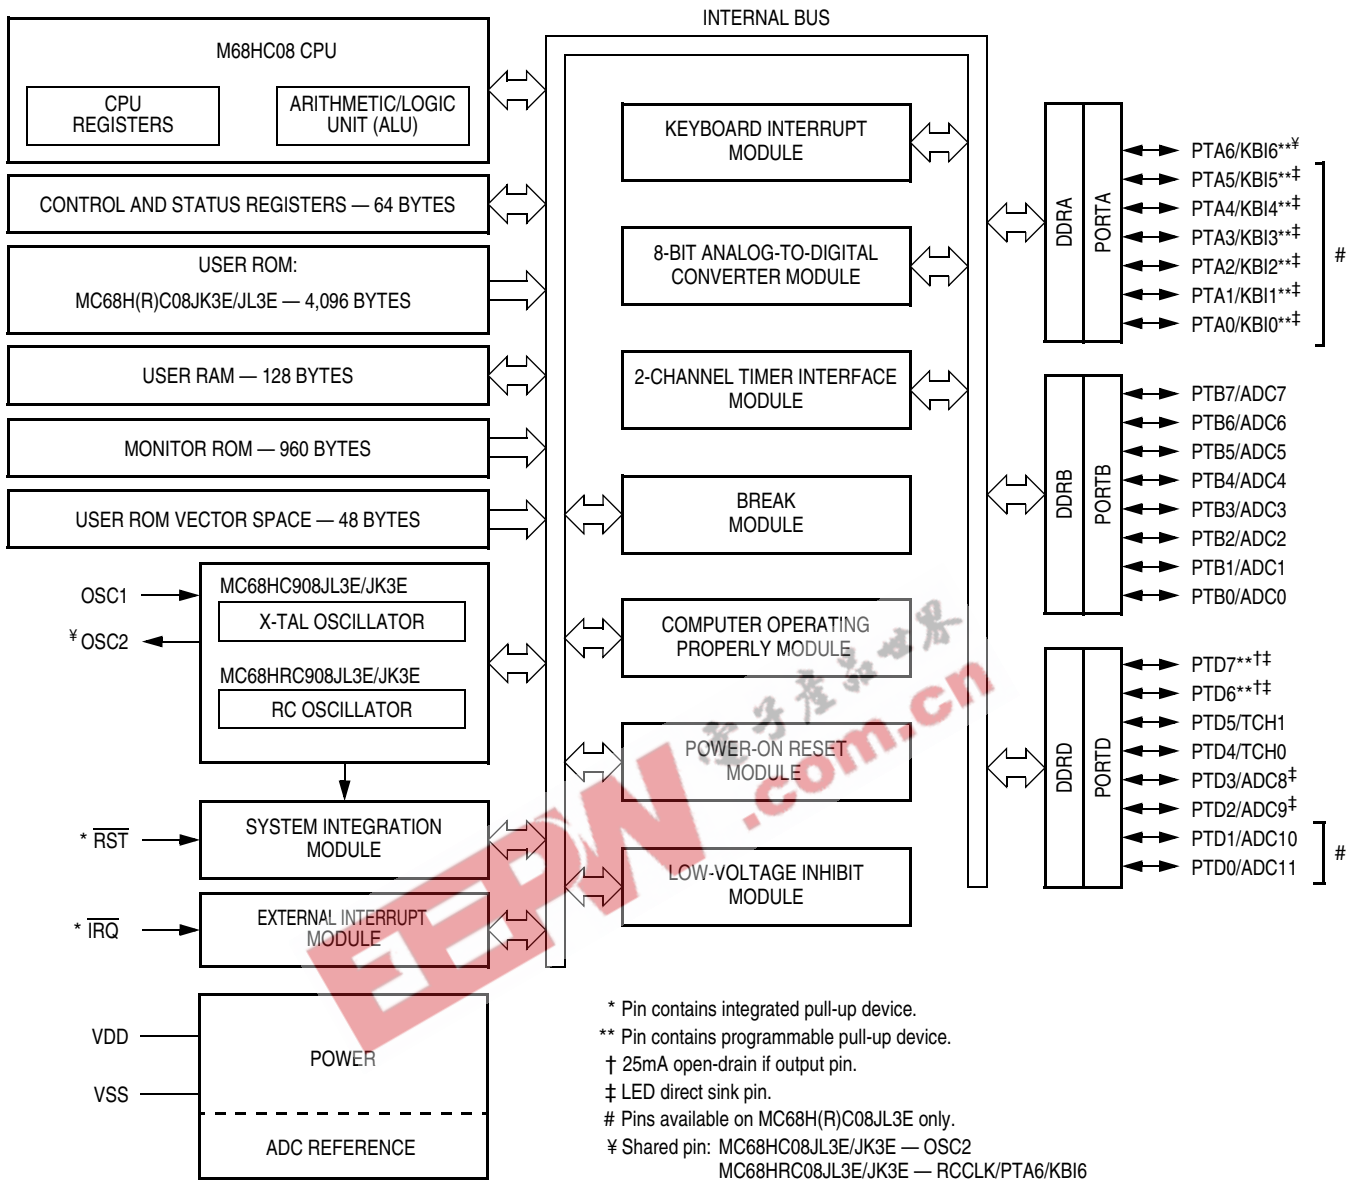 INTERNAL BUS
M68HC08 CPU
CPU
REGISTERS
ARITHMETIC/LOGIC
UNIT (ALU)
CONTROL AND STATUS REGISTERS — 64 BYTES
USER ROM:
MC68H(R)C08JK3E/JL3E — 4,096 BYTES
USER RAM — 128 BYTES
MONITOR ROM — 960 BYTES
USER ROM VECTOR SPACE — 48 BYTES
OSC1
¥ OSC2
MC68HC908JL3E/JK3E
X-TAL OSCILLATOR
MC68HRC908JL3E/JK3E
RC OSCILLATOR
* RST
SYSTEM INTEGRATION
MODULE
* IRQ
EXTERNAL INTERRUPT
MODULE
VDD
VSS
POWER
ADC REFERENCE
KEYBOARD INTERRUPT
MODULE
8-BIT ANALOG-TO-DIGITAL
CONVERTER MODULE
2-CHANNEL TIMER INTERFACE
MODULE
BREAK
MODULE
COMPUTER OPERATING
PROPERLY MODULE
POWER-ON RESET
MODULE
LOW-VOLTAGE INHIBIT
MODULE
DDRA
PORTA
PTA6/KBI6**¥
PTA5/KBI5**‡
PTA4/KBI4**‡
PTA3/KBI3**‡
PTA2/KBI2**‡
PTA1/KBI1**‡
PTA0/KBI0**‡
#
DDRB
PORTB
PTB7/ADC7
PTB6/ADC6
PTB5/ADC5
PTB4/ADC4
PTB3/ADC3
PTB2/ADC2
PTB1/ADC1
PTB0/ADC0
DDRD
PORTD
PTD7**†‡
PTD6**†‡
PTD5/TCH1
PTD4/TCH0
PTD3/ADC8‡
PTD2/ADC9‡
PTD1/ADC10
PTD0/ADC11
#
* Pin contains integrated pull-up device.
** Pin contains programmable pull-up device.
† 25mA open-drain if output pin.
‡ LED direct sink pin.
# Pins available on MC68H(R)C08JL3E only.
¥ Shared pin: MC68HC08JL3E/JK3E — OSC2
MC68HRC08JL3E/JK3E — RCCLK/PTA6/KBI6
EEPW
.com.cn
電子產品世界